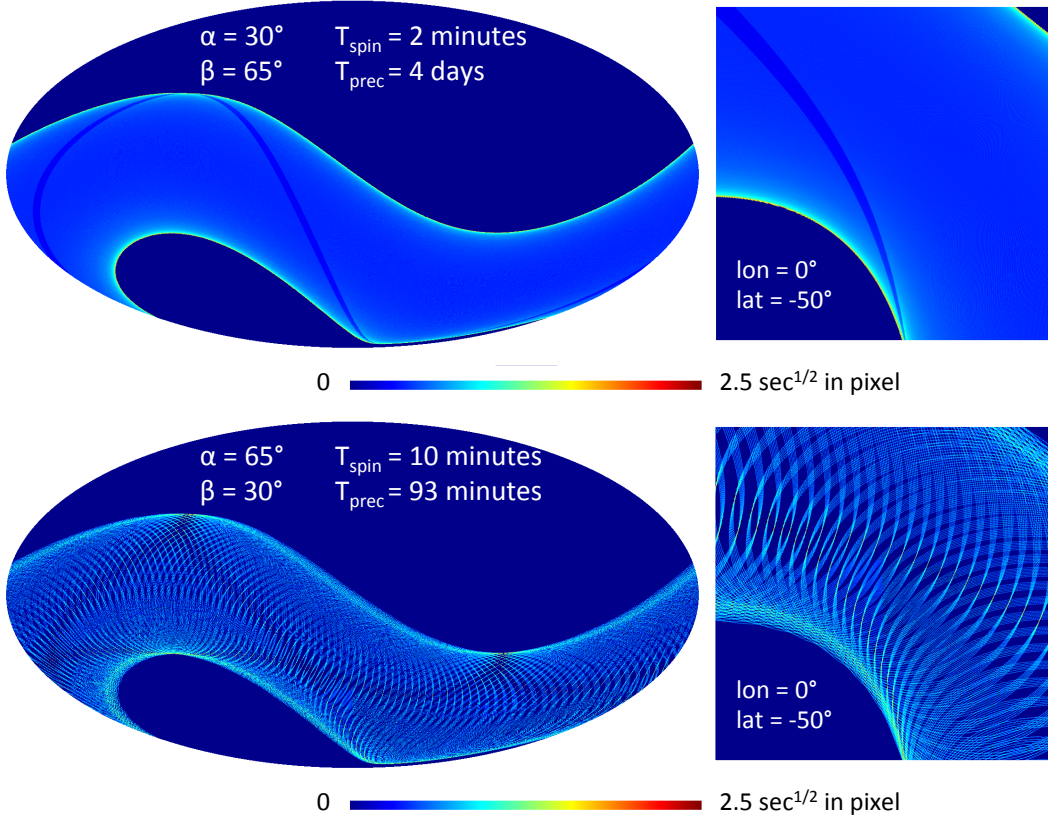 α = 30° T_spin = 2 minutes
β = 65° T_prec = 4 days
lon = 0°
lat = -50°
0 2.5 sec^1/2 in pixel
α = 65° T_spin = 10 minutes
β = 30° T_prec = 93 minutes
lon = 0°
lat = -50°
0 2.5 sec^1/2 in pixel